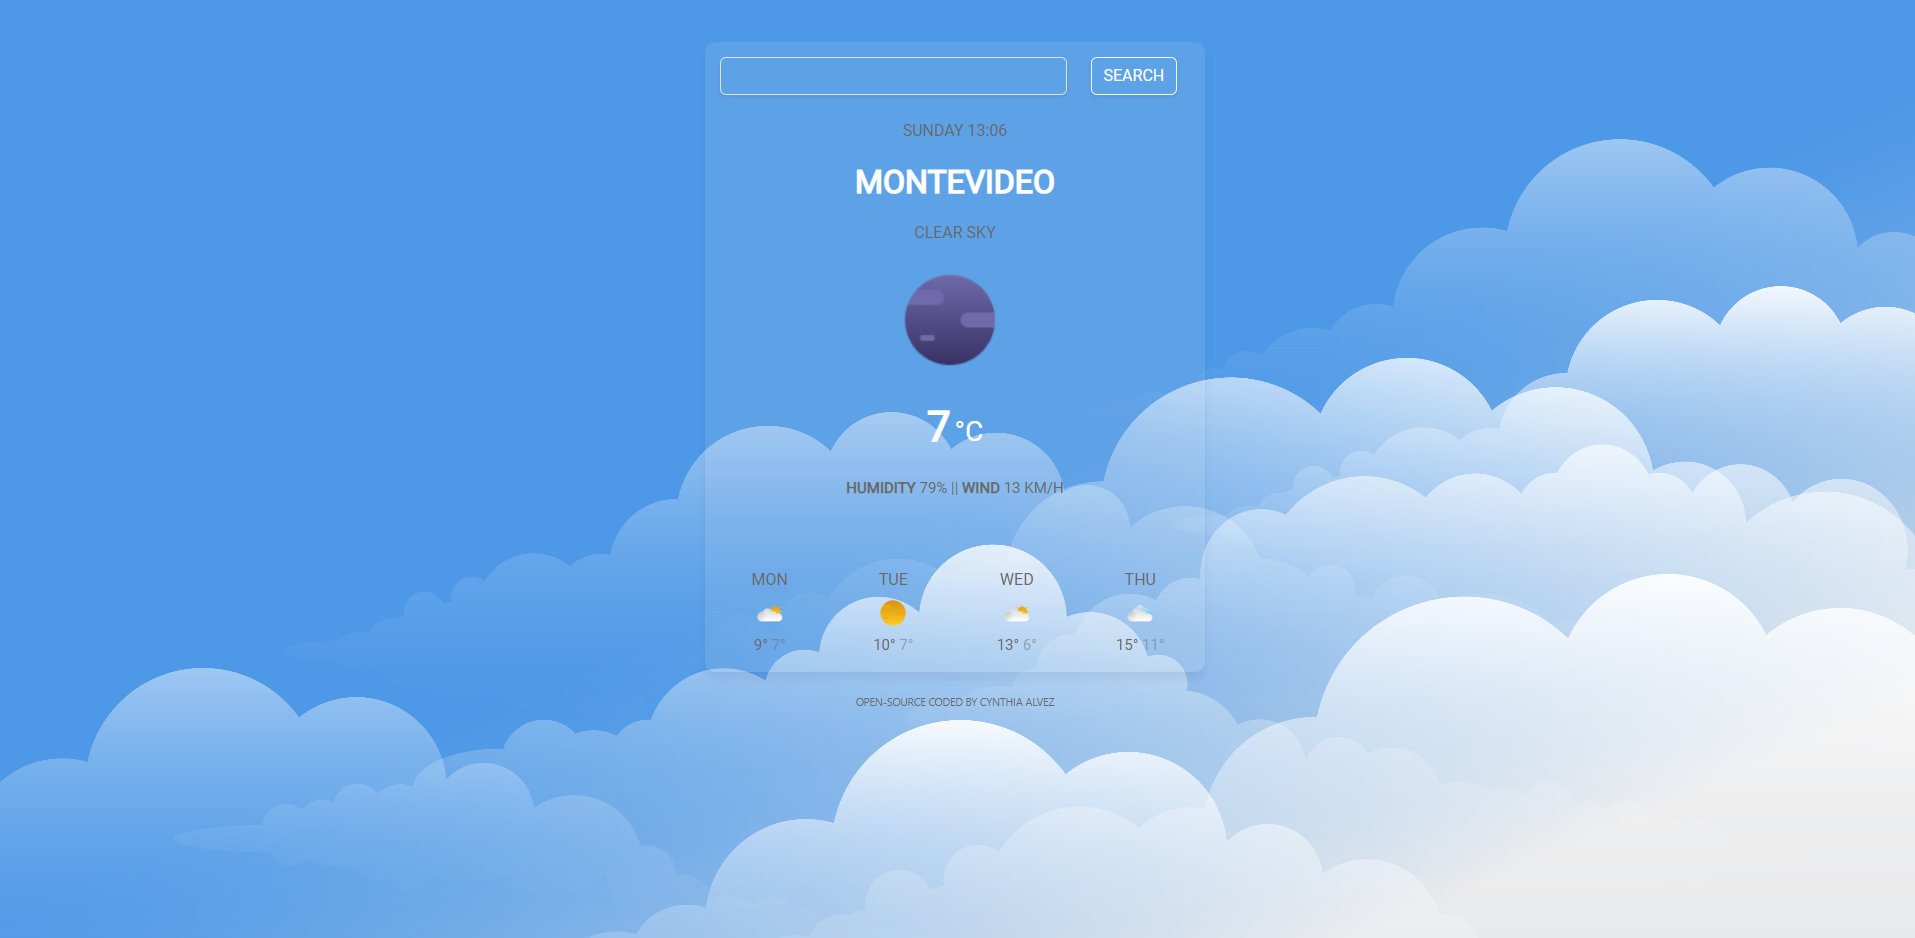 SEARCH
SUNDAY 13:06
MONTEVIDEO
CLEAR SKY
7 °C
HUMIDITY 79% || WIND 13 KM/H
MON TUE WED THU
9° 7° 10° 7° 13° 6° 15° 11°
OPEN-SOURCE CODED BY CYNTHIA ALVEZ